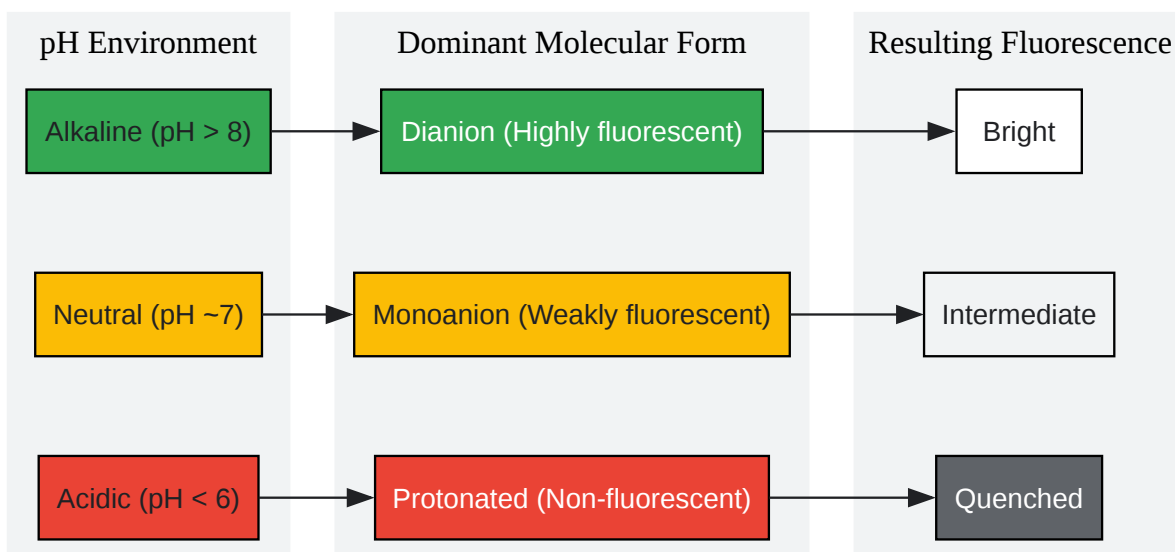 pH Environment
Dominant Molecular Form
Resulting Fluorescence
Alkaline (pH > 8)
Dianion (Highly fluorescent)
Bright
Neutral (pH ~7)
Monoanion (Weakly fluorescent)
Intermediate
Acidic (pH < 6)
Protonated (Non-fluorescent)
Quenched